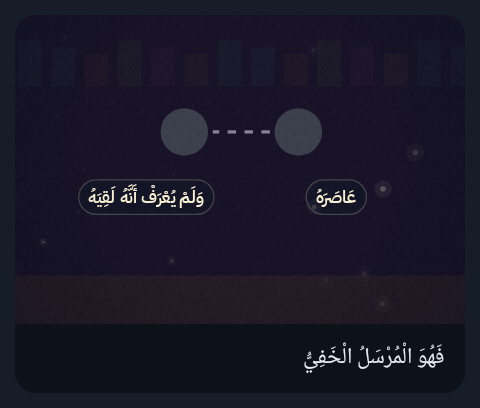 عَاصَرَهُ
وَلَمْ يُعْرَفْ أَنَّهُ لَقِيَهُ
فَهُوَ الْمُرْسَلُ الْخَفِيُّ